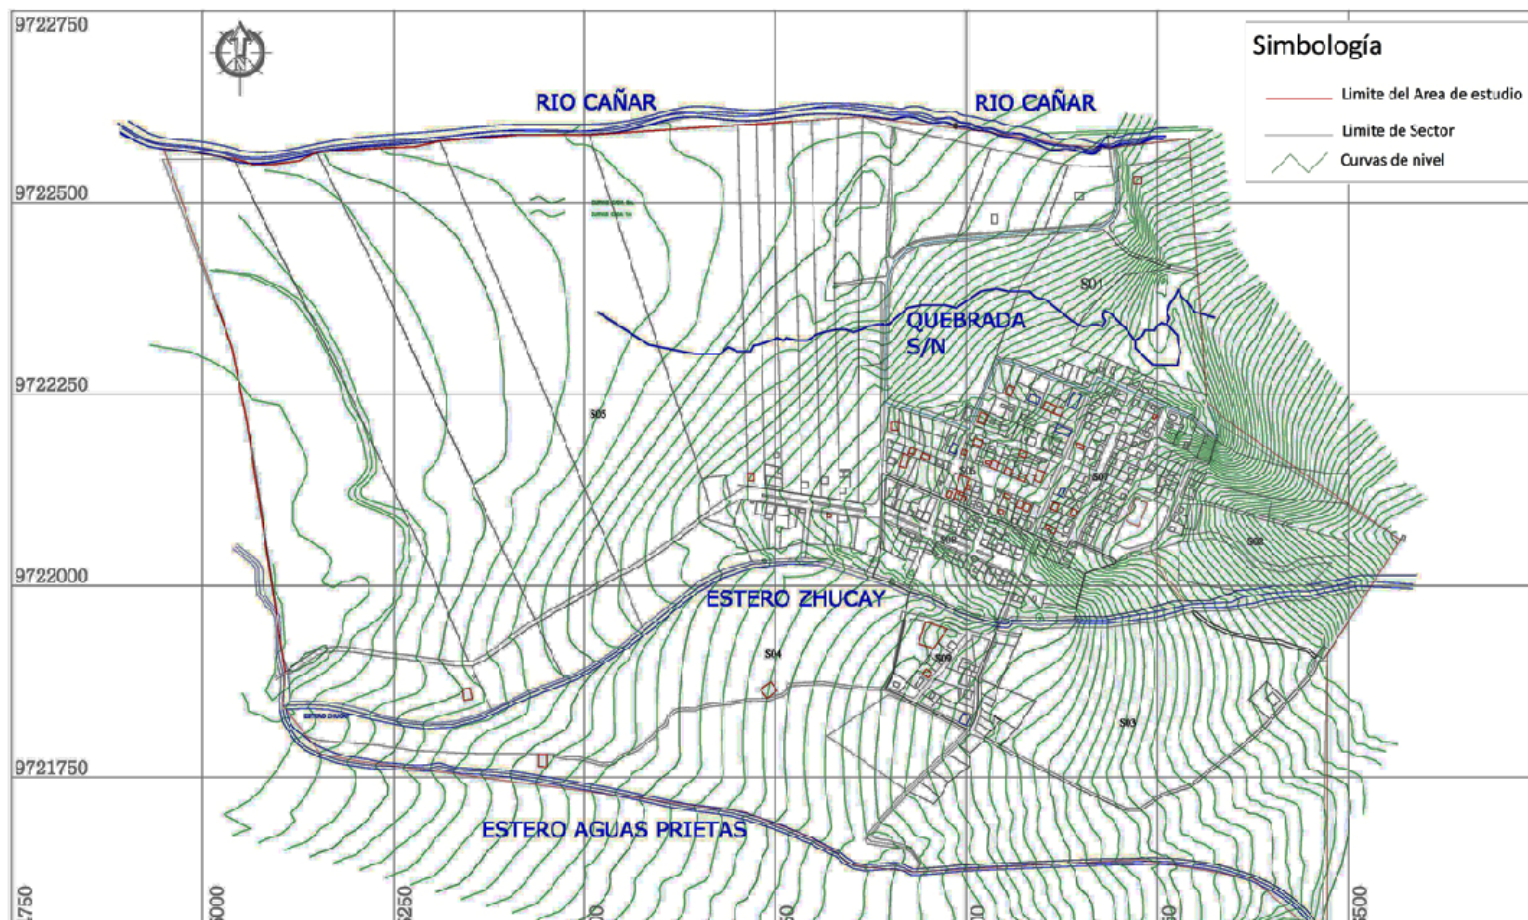 9722750
N
Simbología
Limite del Area de estudio
Limite de Sector
Curvas de nivel
RIO CAÑAR
RIO CAÑAR
9722500
S01
QUEBRADA
S/N
9722250
S05
S07
S02
9722000
ESTERO ZHUCAY
S04
S09
S03
9721750
ESTERO AGUAS PRIETAS